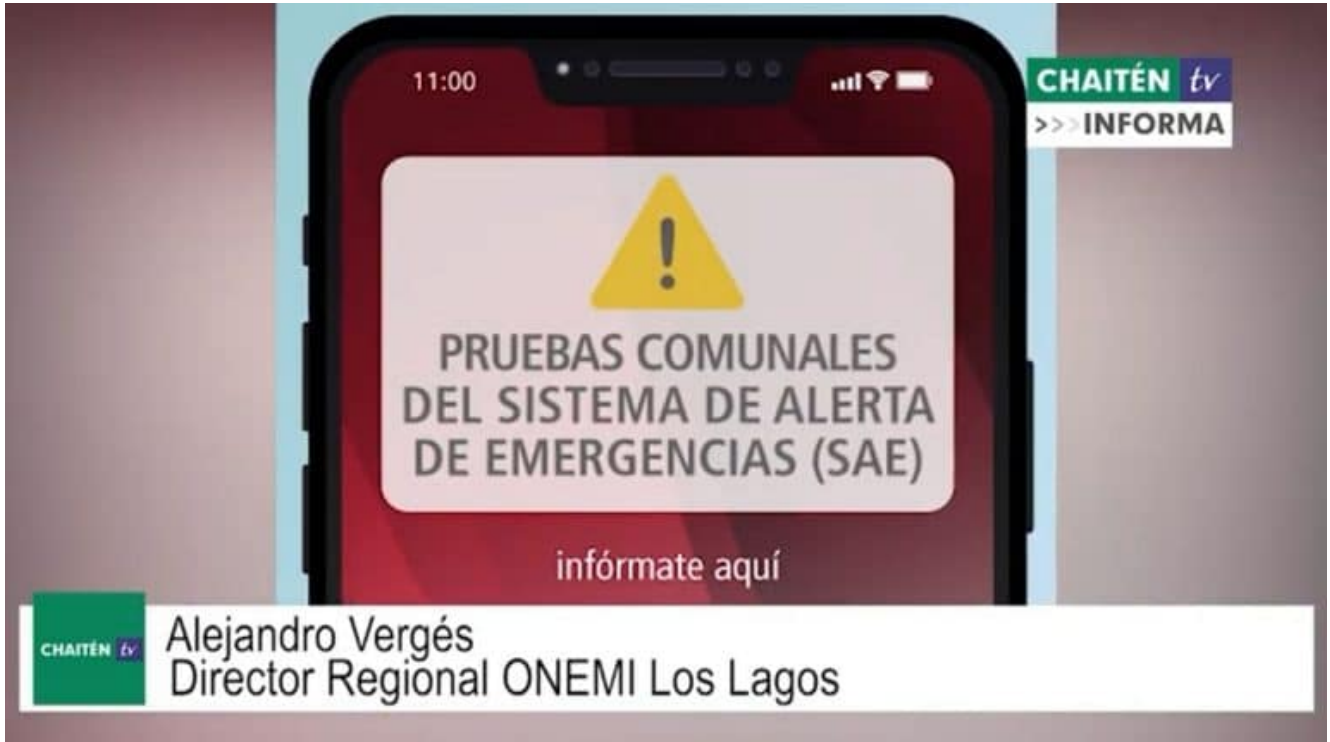 11:00
CHAITÉN tv
>>>INFORMA
PRUEBAS COMUNALES
DEL SISTEMA DE ALERTA
DE EMERGENCIAS (SAE)
infórmate aquí
CHAITÉN tv
Alejandro Vergés
Director Regional ONEMI Los Lagos